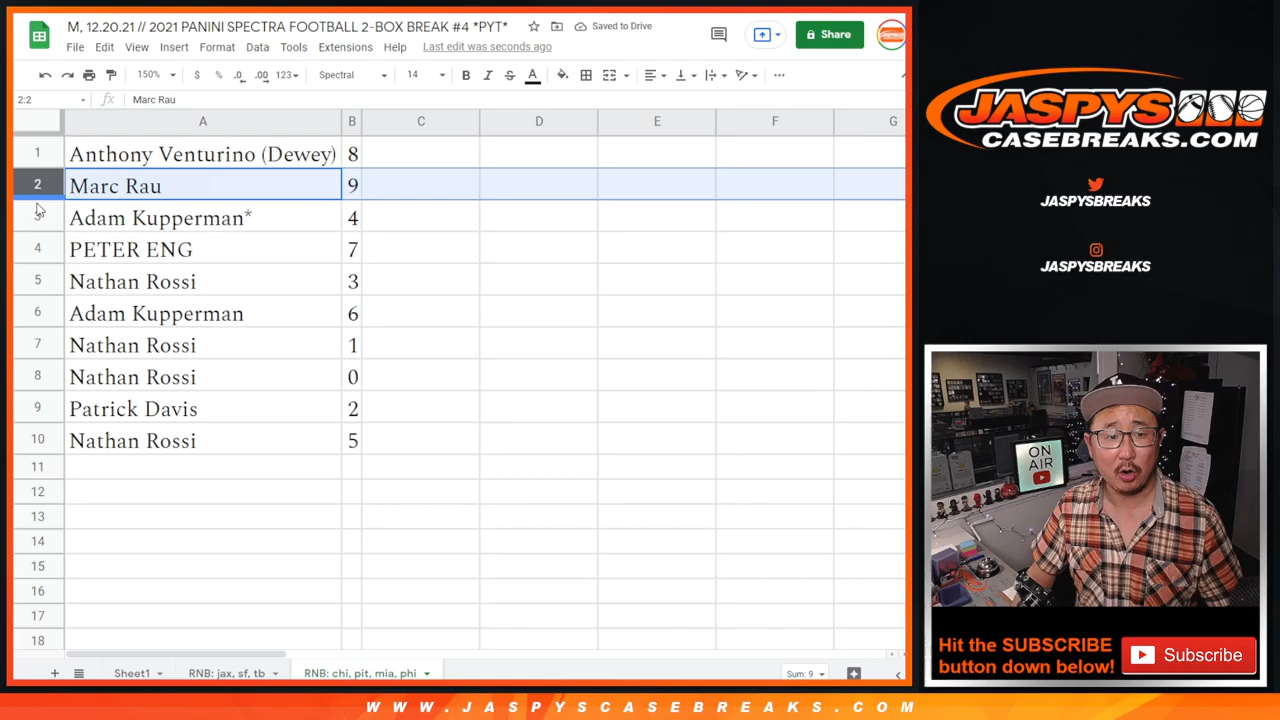 M, 12.20.21 // 2021 PANINI SPECTRA FOOTBALL 2-BOX BREAK #4 *PYT*
Saved to Drive
Share
File Edit View Insert Format Data Tools Extensions Help Last edit was seconds ago
150% $ % .0 .00 123 Spectral 14 B I S A
2:2 fx Marc Rau
A B C D E F G
1 Anthony Venturino (Dewey) 8
2 Marc Rau 9
3 Adam Kupperman* 4
4 PETER ENG 7
5 Nathan Rossi 3
6 Adam Kupperman 6
7 Nathan Rossi 1
8 Nathan Rossi 0
9 Patrick Davis 2
10 Nathan Rossi 5
11
12
13
14
15
16
17
18
+ Sheet1 RNB: jax, sf, tb RNB: chi, pit, mia, phi Sum: 9
JASPYS
CASEBREAKS.COM
JASPYSBREAKS
JASPYSBREAKS
ON
AIR
Hit the SUBSCRIBE
button down below!
Subscribe
WWW.JASPYSCASEBREAKS.COM